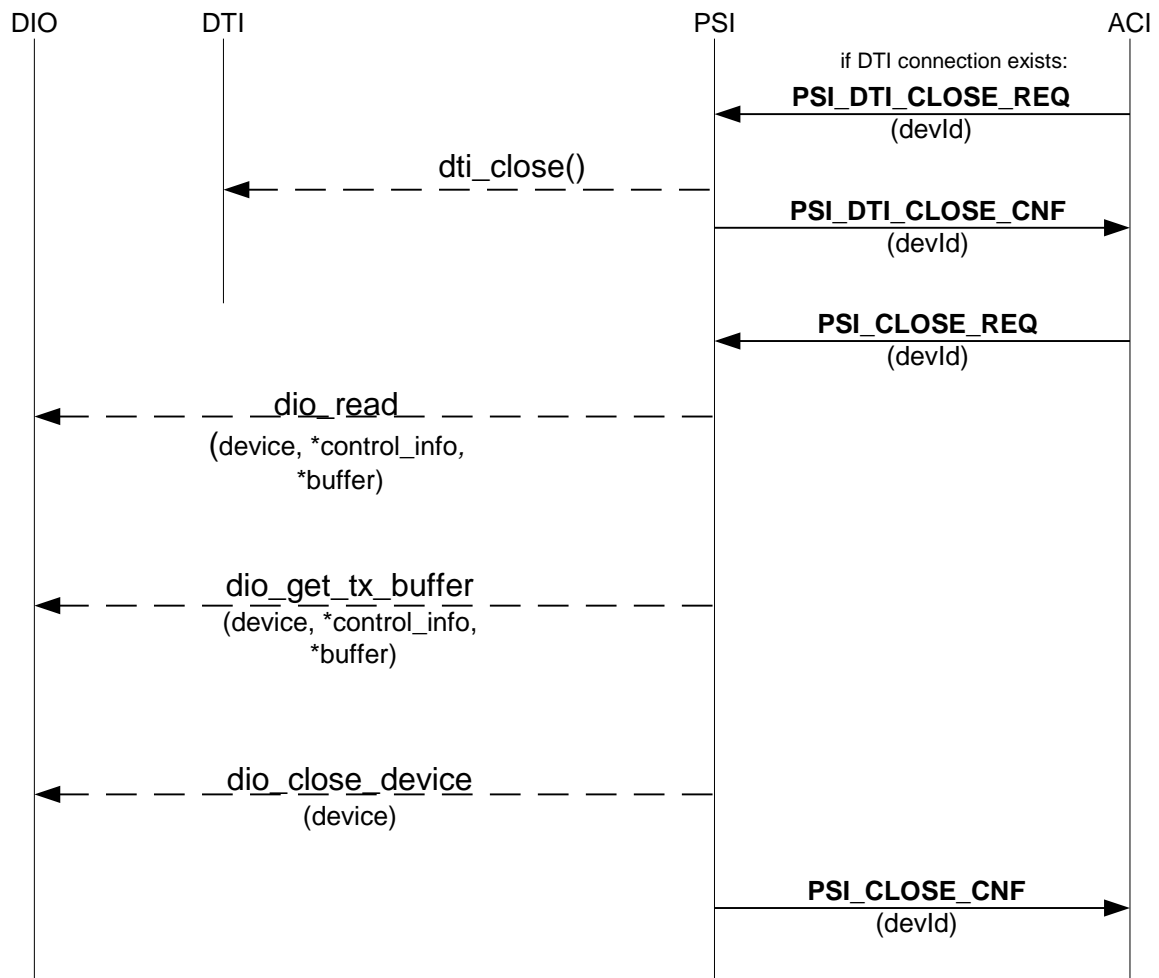 DIO DTI PSI ACI
if DTI connection exists:
PSI_DTI_CLOSE_REQ
(devId)
dti_close()
PSI_DTI_CLOSE_CNF
(devId)
PSI_CLOSE_REQ
(devId)
dio_read
(device, *control_info,
*buffer)
dio_get_tx_buffer
(device, *control_info,
*buffer)
dio_close_device
(device)
PSI_CLOSE_CNF
(devId)